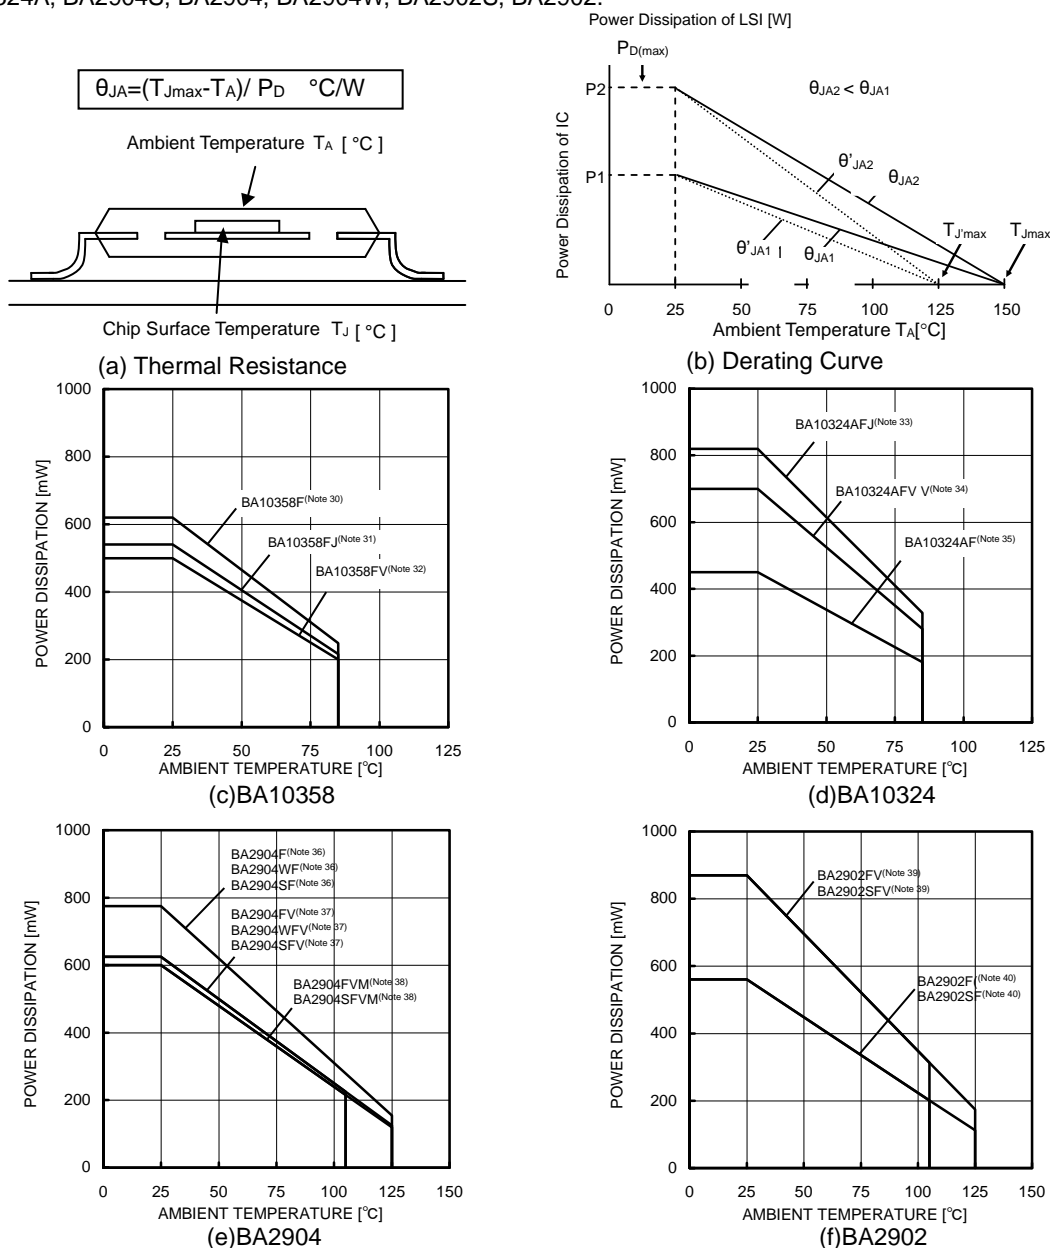 324A, BA2904S, BA2904, BA2904W, BA2902S, BA2902.
θJA=(TJmax-TA)/ PD °C/W
Ambient Temperature TA [ °C ]
Chip Surface Temperature TJ [ °C ]
(a) Thermal Resistance
Power Dissipation of LSI [W]
PD(max)
P2
θJA2 < θJA1
Power Dissipation of IC
θ'JA2
θJA2
P1
TJ'max
TJmax
θ'JA1
θJA1
0 25 50 75 100 125 150
Ambient Temperature TA[°C]
(b) Derating Curve
1000
800
600
400
200
0
POWER DISSIPATION [mW]
BA10358F(Note 30)
BA10358FJ(Note 31)
BA10358FV(Note 32)
0 25 50 75 100 125
AMBIENT TEMPERATURE [°C]
(c)BA10358
1000
800
600
400
200
0
POWER DISSIPATION [mW]
BA10324AFJ(Note 33)
BA10324AFV V(Note 34)
BA10324AF(Note 35)
0 25 50 75 100 125
AMBIENT TEMPERATURE [°C]
(d)BA10324
1000
800
600
400
200
0
POWER DISSIPATION [mW]
BA2904F(Note 36)
BA2904WF(Note 36)
BA2904SF(Note 36)
BA2904FV(Note 37)
BA2904WFV(Note 37)
BA2904SFV(Note 37)
BA2904FVM(Note 38)
BA2904SFVM(Note 38)
0 25 50 75 100 125 150
AMBIENT TEMPERATURE [°C]
(e)BA2904
1000
800
600
400
200
0
POWER DISSIPATION [mW]
BA2902FV(Note 39)
BA2902SFV(Note 39)
BA2902F(Note 40)
BA2902SF(Note 40)
0 25 50 75 100 125 150
AMBIENT TEMPERATURE [°C]
(f)BA2902